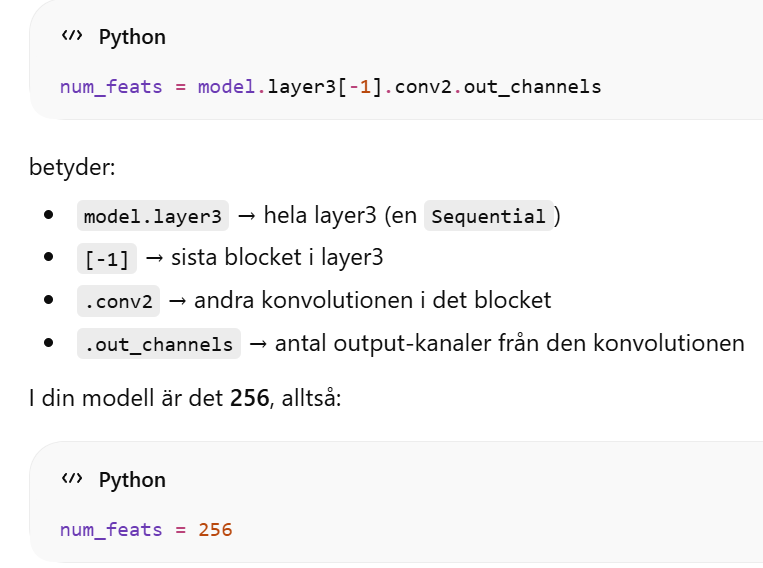 Python
num_feats = model.layer3[-1].conv2.out_channels
betyder:
model.layer3 → hela layer3 (en Sequential)
[-1] → sista blocket i layer3
.conv2 → andra konvolutionen i det blocket
.out_channels → antal output-kanaler från den konvolutionen
I din modell är det 256, alltså:
Python
num_feats = 256